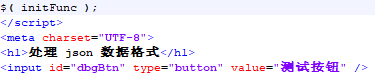 $( initFunc );
</script>
<meta charset="UTF-8">
<h1>处理 json 数据格式</h1>
<input id="dbgBtn" type="button" value="测试按钮" />